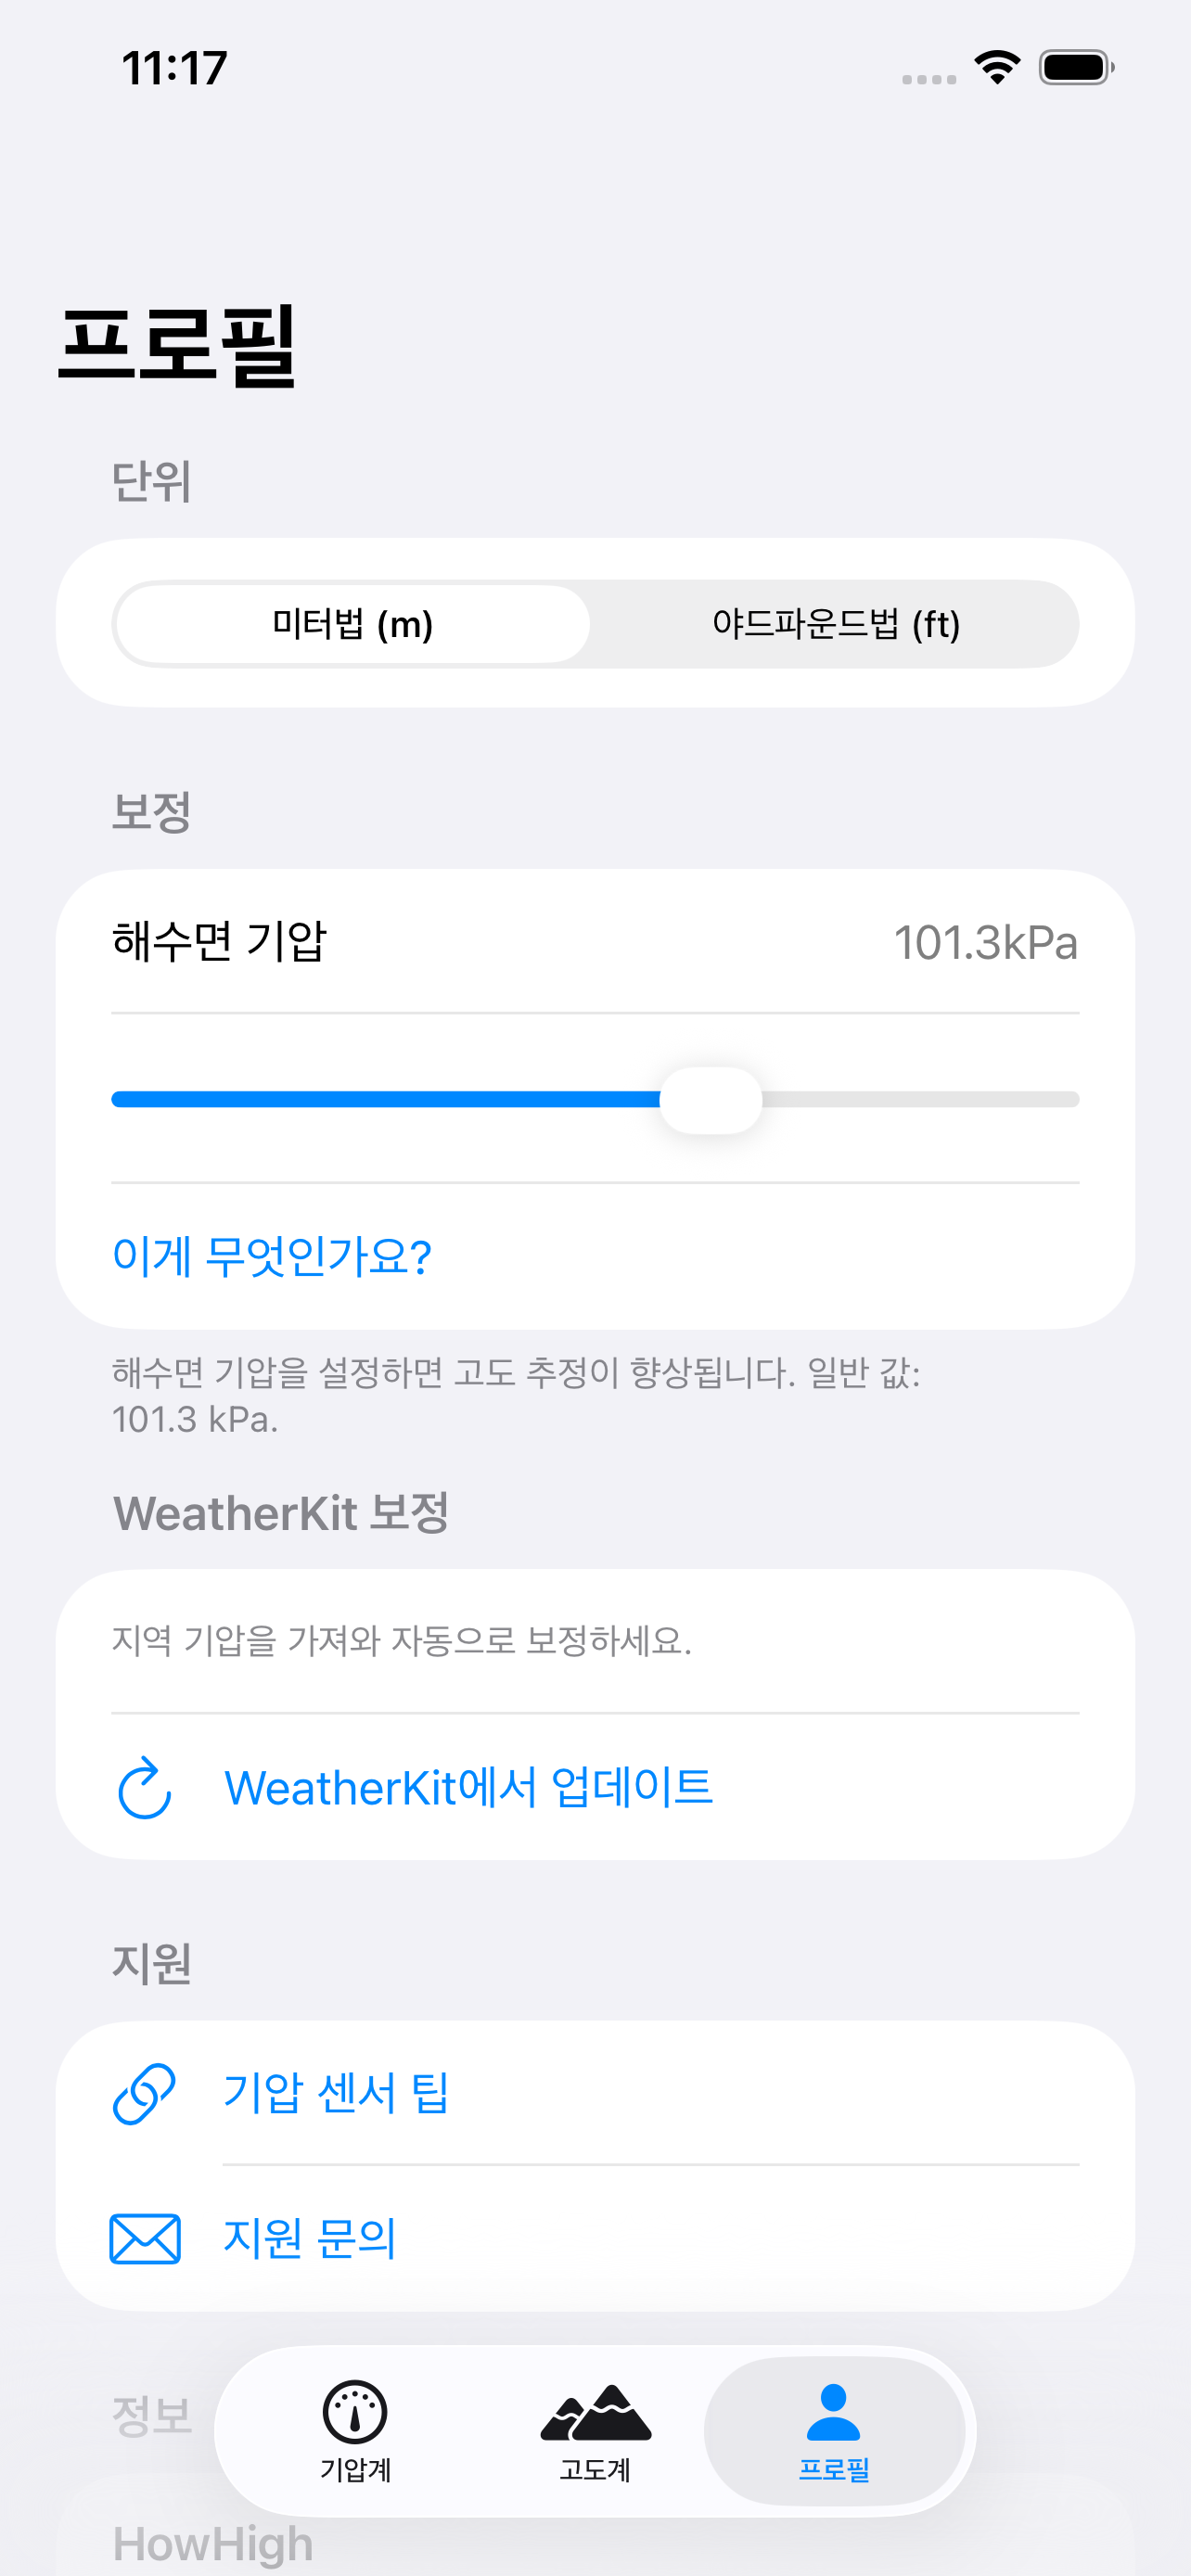 11:17
프로필
단위
미터법 (m)
야드파운드법 (ft)
보정
해수면 기압
101.3kPa
이게 무엇인가요?
해수면 기압을 설정하면 고도 추정이 향상됩니다. 일반 값:
101.3 kPa.
WeatherKit 보정
지역 기압을 가져와 자동으로 보정하세요.
WeatherKit에서 업데이트
지원
기압 센서 팁
지원 문의
정보
기압계
고도계
프로필
HowHigh